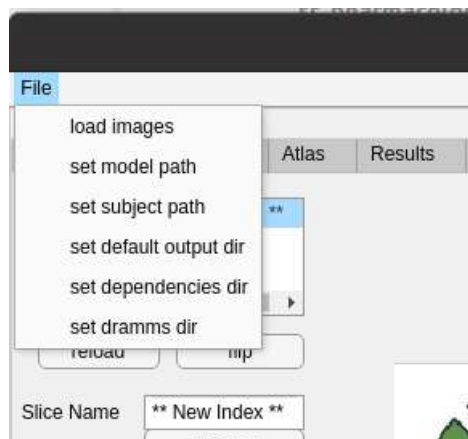 File
load images
set model path
Atlas
Results
set subject path
**
set default output dir
set dependencies dir
set dramms dir
reload
flip
Slice Name
** New Index **